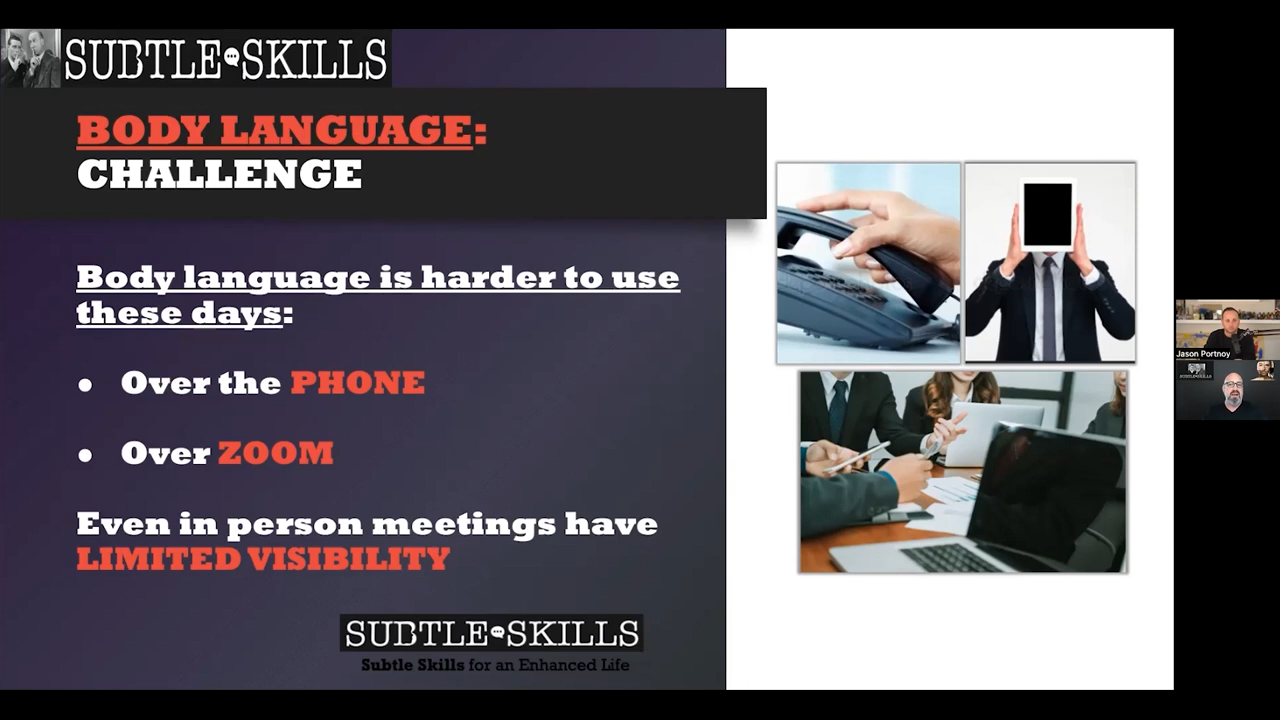 SUBTLE SKILLS
BODY LANGUAGE:
CHALLENGE
Body language is harder to use
these days:
● Over the PHONE
● Over ZOOM
Even in person meetings have
LIMITED VISIBILITY
SUBTLE SKILLS
Subtle Skills for an Enhanced Life
Jason Portnoy